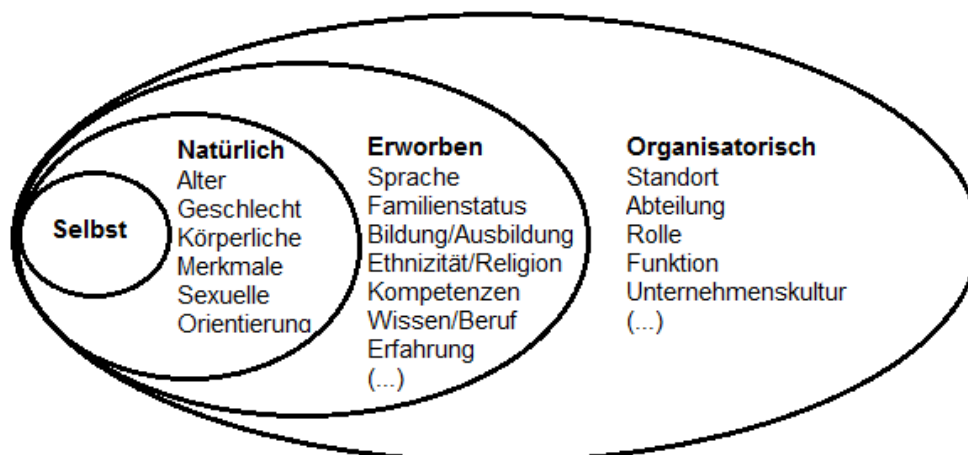 Selbst
Natürlich
Alter
Geschlecht
Körperliche
Merkmale
Sexuelle
Orientierung
Erworben
Sprache
Familienstatus
Bildung/Ausbildung
Ethnizität/Religion
Kompetenzen
Wissen/Beruf
Erfahrung
(...)
Organisatorisch
Standort
Abteilung
Rolle
Funktion
Unternehmenskultur
(...)